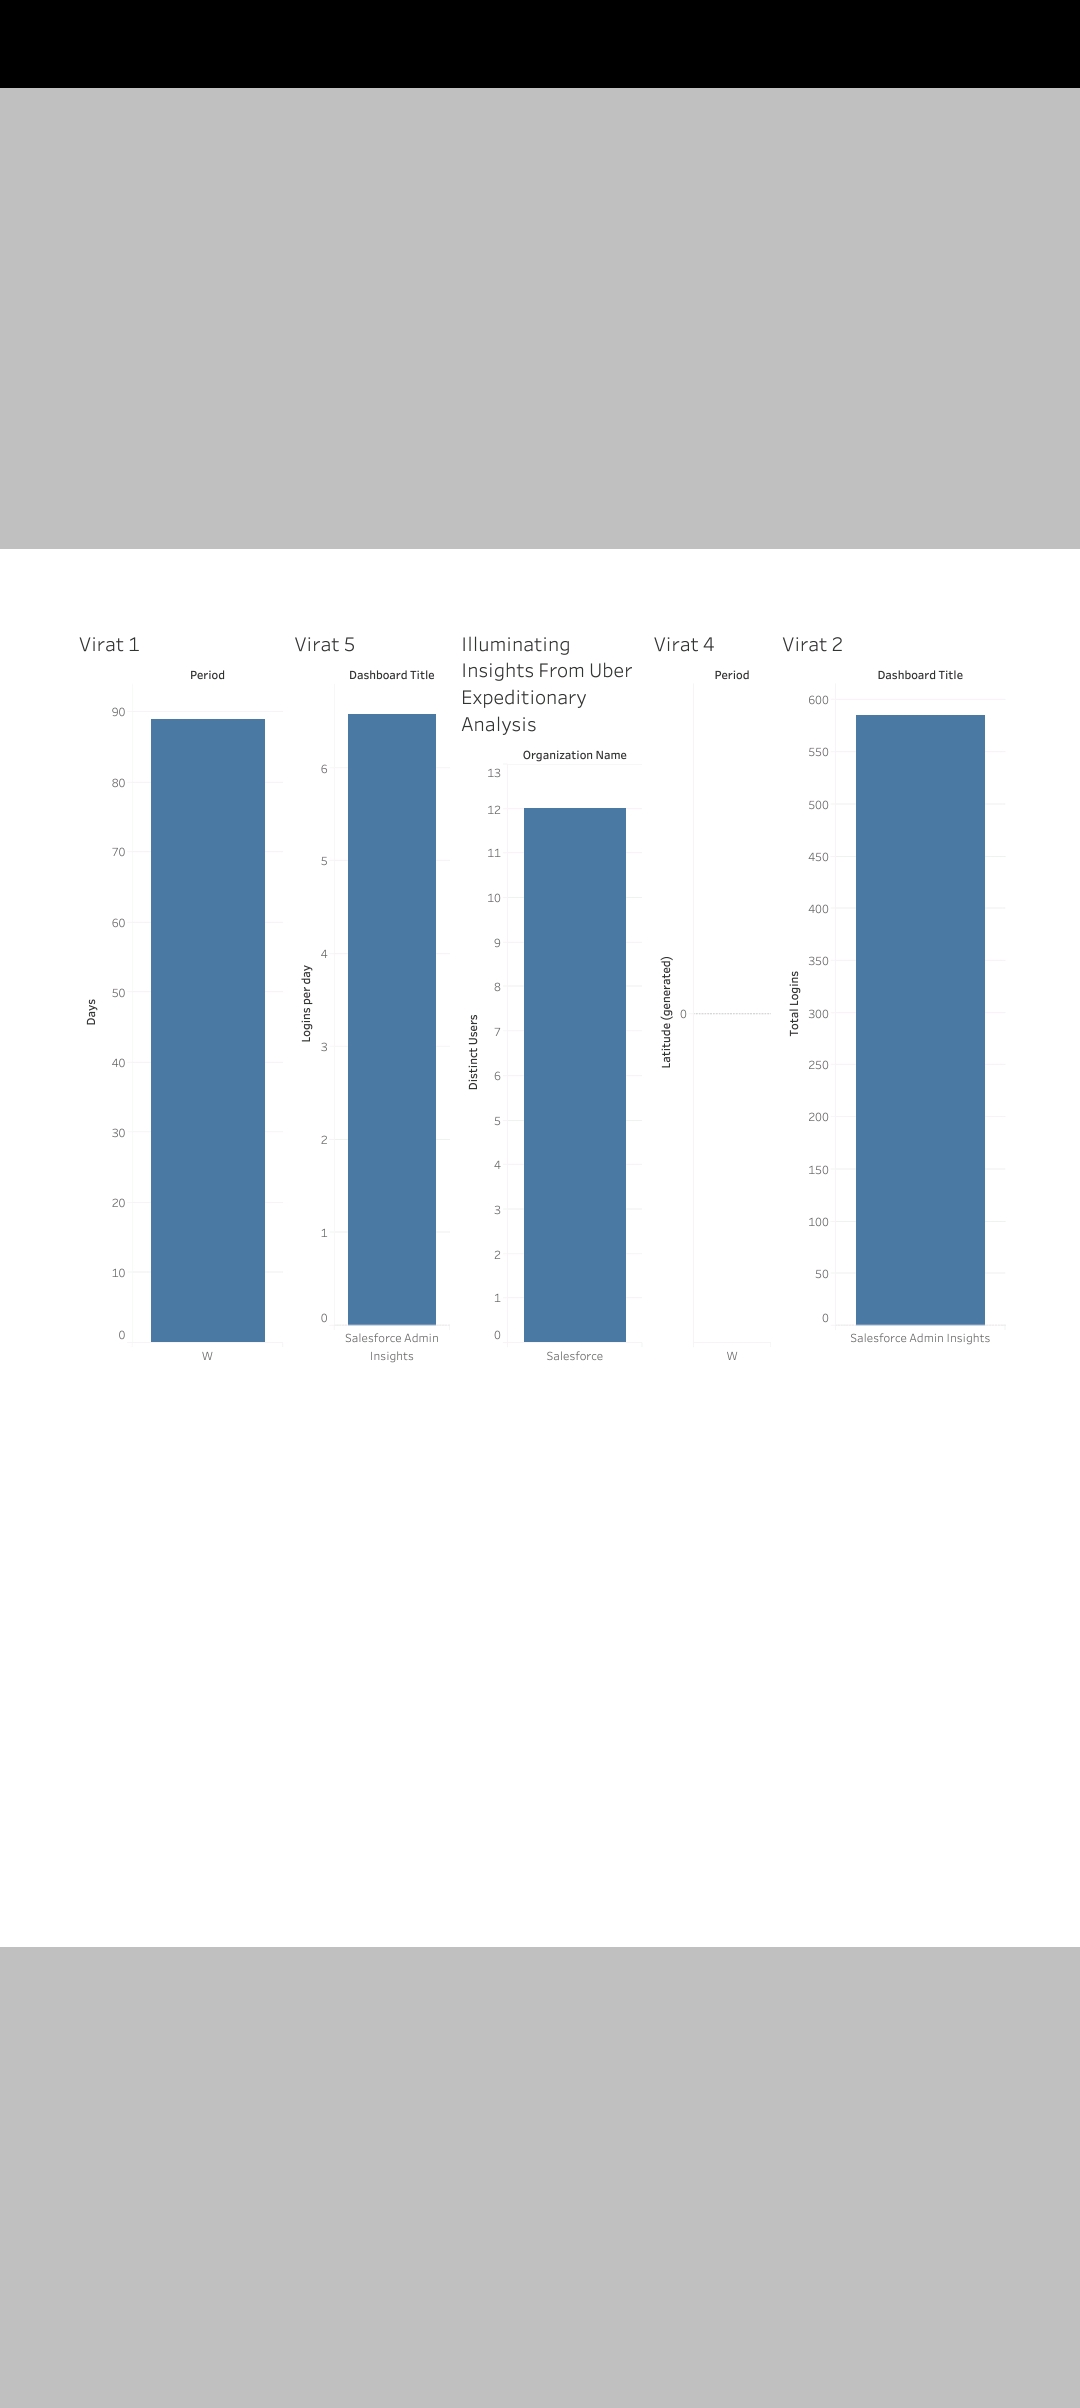 Virat 1
Period
Days
90
80
70
60
50
40
30
20
10
0
W
Virat 5
Dashboard Title
Logins per day
6
5
4
3
2
1
0
Salesforce Admin
Insights
Illuminating
Insights From Uber
Expeditionary
Analysis
Organization Name
Distinct Users
13
12
11
10
9
8
7
6
5
4
3
2
1
0
Salesforce
Virat 4
Period
Latitude (generated)
0
W
Virat 2
Dashboard Title
Total Logins
600
550
500
450
400
350
300
250
200
150
100
50
0
Salesforce Admin Insights